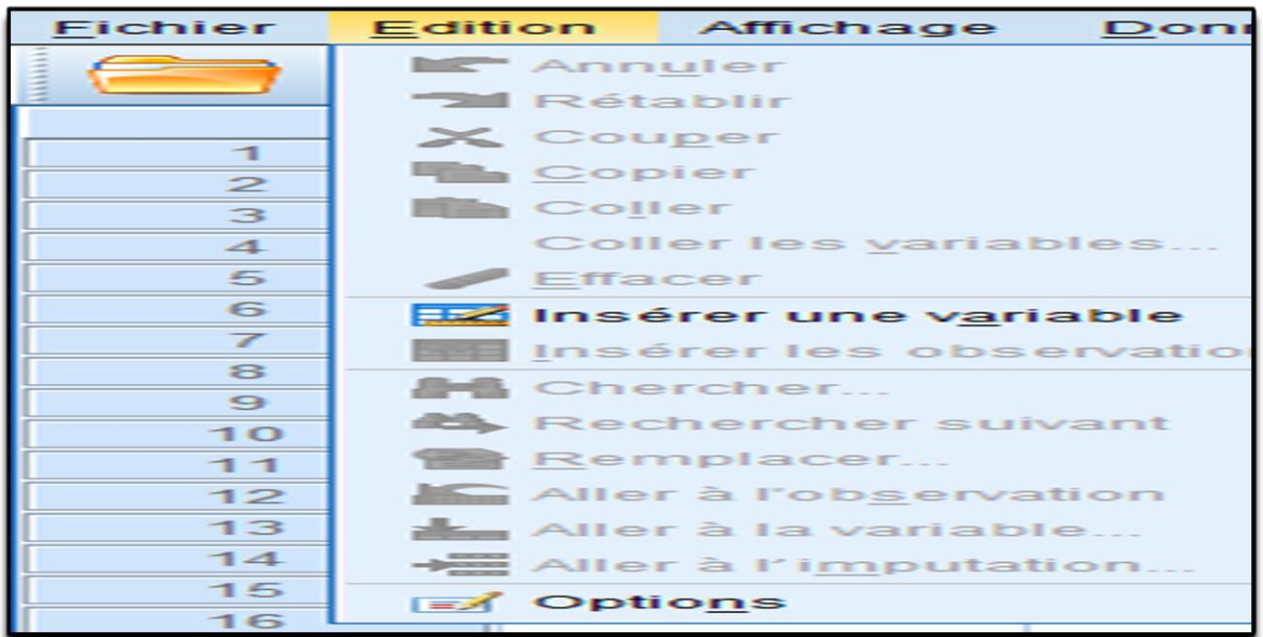 Fichier Edition Affichage Donn
Annuler
Rétablir
Couper
Copier
Coller
Coller les variables...
Effacer
Insérer une variable
Insérer les observatio
Chercher...
Rechercher suivant
Remplacer...
Aller à l'observation
Aller à la variable...
Aller à l'imputation...
Options
1
2
3
4
5
6
7
8
9
10
11
12
13
14
15
16